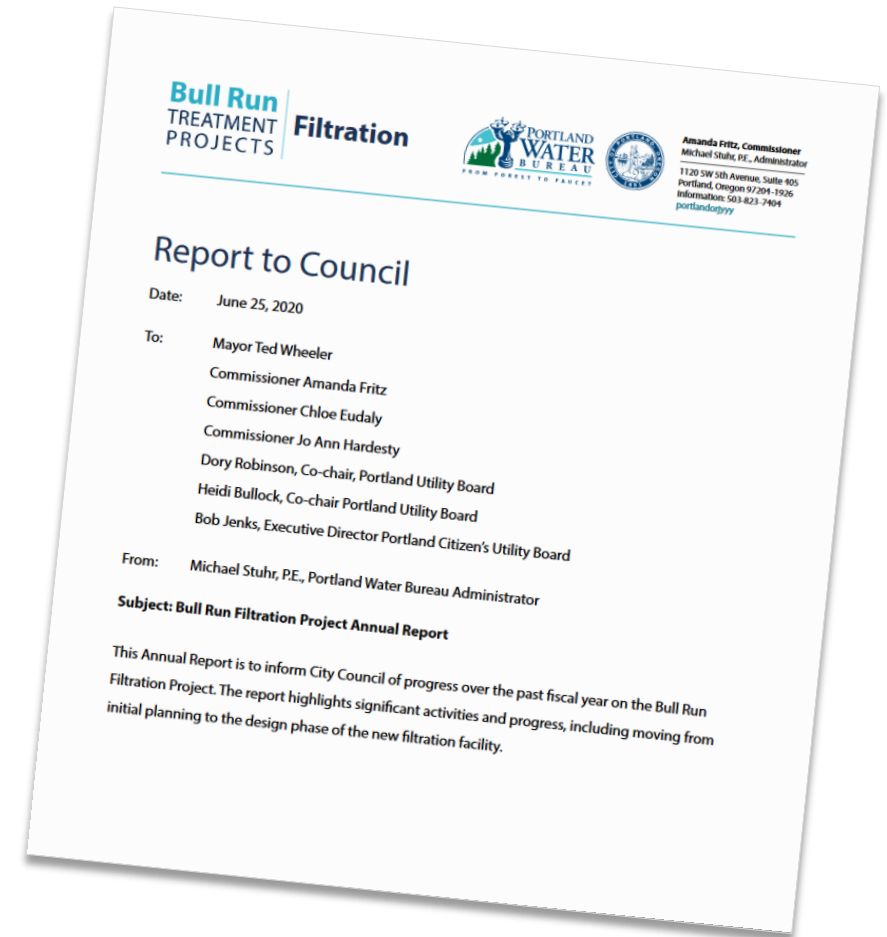 Bull Run
TREATMENT
PROJECTS
Filtration
PORTLAND
WATER
BUREAU
FROM FOREST TO FAUCET
CITY OF PORTLAND, OREGON
1851
Amanda Fritz, Commissioner
Michael Stuhr, P.E., Administrator
1120 SW 5th Avenue, Suite 405
Portland, Oregon 97204-1926
Information: 503-823-7404
Report to Council
Date: June 25, 2020
To: Mayor Ted Wheeler
Commissioner Amanda Fritz
Commissioner Chloe Eudaly
Commissioner Jo Ann Hardesty
Dory Robinson, Co-chair, Portland Utility Board
Heidi Bullock, Co-chair Portland Utility Board
Bob Jenks, Executive Director Portland Citizen's Utility Board
From: Michael Stuhr, P.E., Portland Water Bureau Administrator
Subject: Bull Run Filtration Project Annual Report
This Annual Report is to inform City Council of progress over the past fiscal year on the Bull Run
Filtration Project. The report highlights significant activities and progress, including moving from
initial planning to the design phase of the new filtration facility.